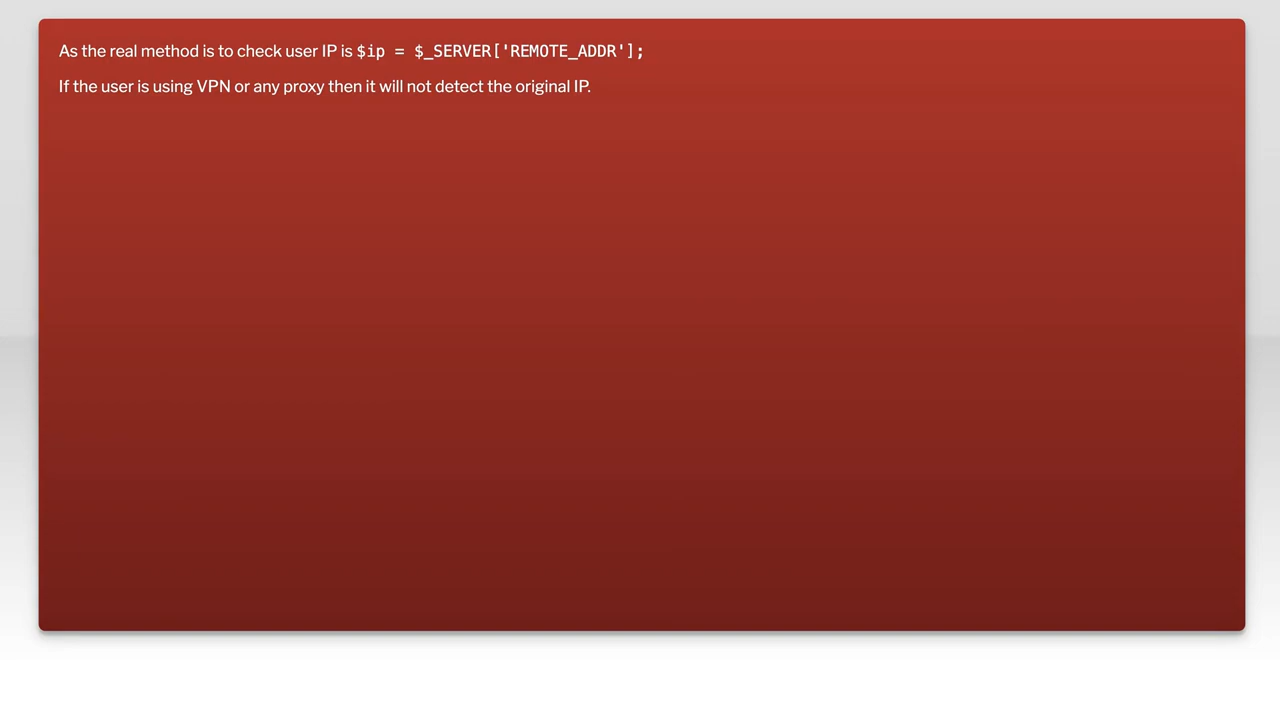 As the real method is to check user IP is $ip = $_SERVER['REMOTE_ADDR'];
If the user is using VPN or any proxy then it will not detect the original IP.